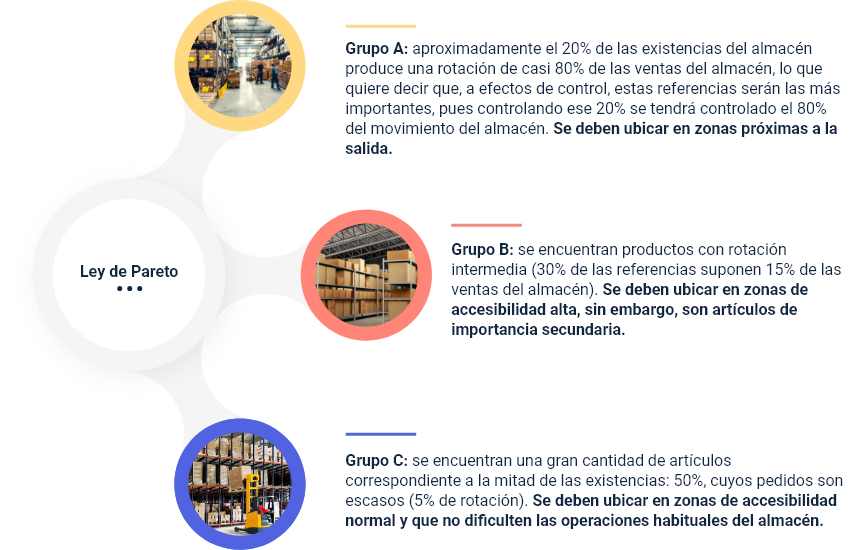 Grupo A: aproximadamente el 20% de las existencias del almacén
produce una rotación de casi 80% de las ventas del almacén, lo que
quiere decir que, a efectos de control, estas referencias serán las más
importantes, pues controlando ese 20% se tendrá controlado el 80%
del movimiento del almacén. Se deben ubicar en zonas próximas a la
salida.
Ley de Pareto
Grupo B: se encuentran productos con rotación
intermedia (30% de las referencias suponen 15% de las
ventas del almacén). Se deben ubicar en zonas de
accesibilidad alta, sin embargo, son artículos de
importancia secundaria.
Grupo C: se encuentran una gran cantidad de artículos
correspondiente a la mitad de las existencias: 50%, cuyos pedidos son
escasos (5% de rotación). Se deben ubicar en zonas de accesibilidad
normal y que no dificulten las operaciones habituales del almacén.